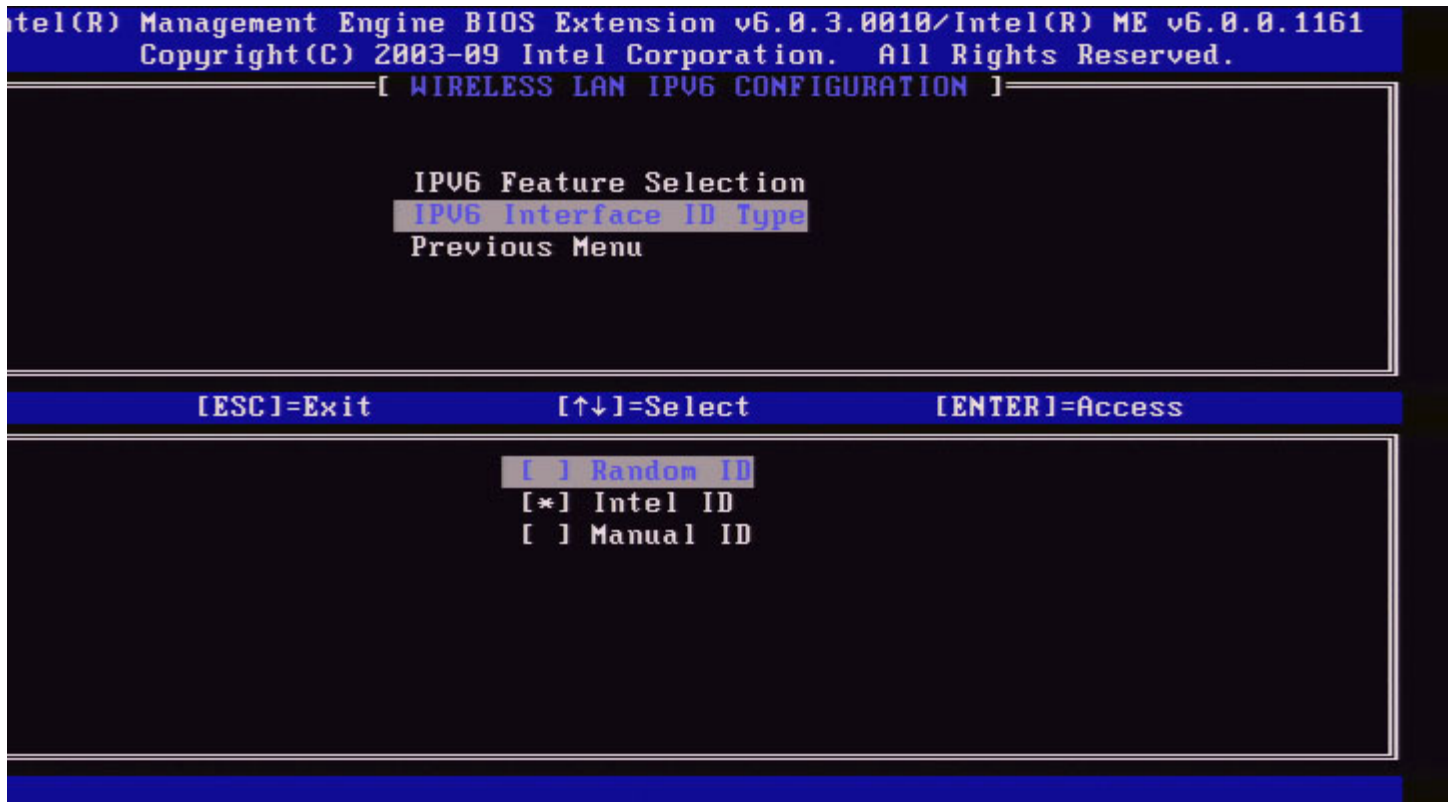 ntel(R) Management Engine BIOS Extension v6.0.3.0010/Intel(R) ME v6.0.0.1161
Copyright(C) 2003-09 Intel Corporation. All Rights Reserved.
[ WIRELESS LAN IPV6 CONFIGURATION ]
IPV6 Feature Selection
IPV6 Interface ID Type
Previous Menu
[ESC]=Exit [↑↓]=Select [ENTER]=Access
[ ] Random ID
[*] Intel ID
[ ] Manual ID